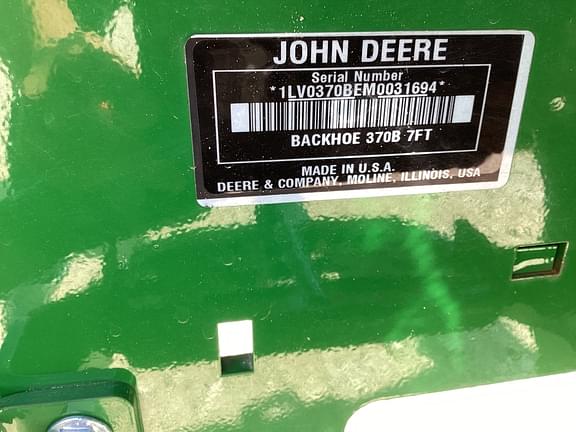 JOHN DEERE
Serial Number
*1LV0370BEM0031694*
BACKHOE 370B 7FT
MADE IN U.S.A.
DEERE & COMPANY, MOLINE, ILLINOIS, USA